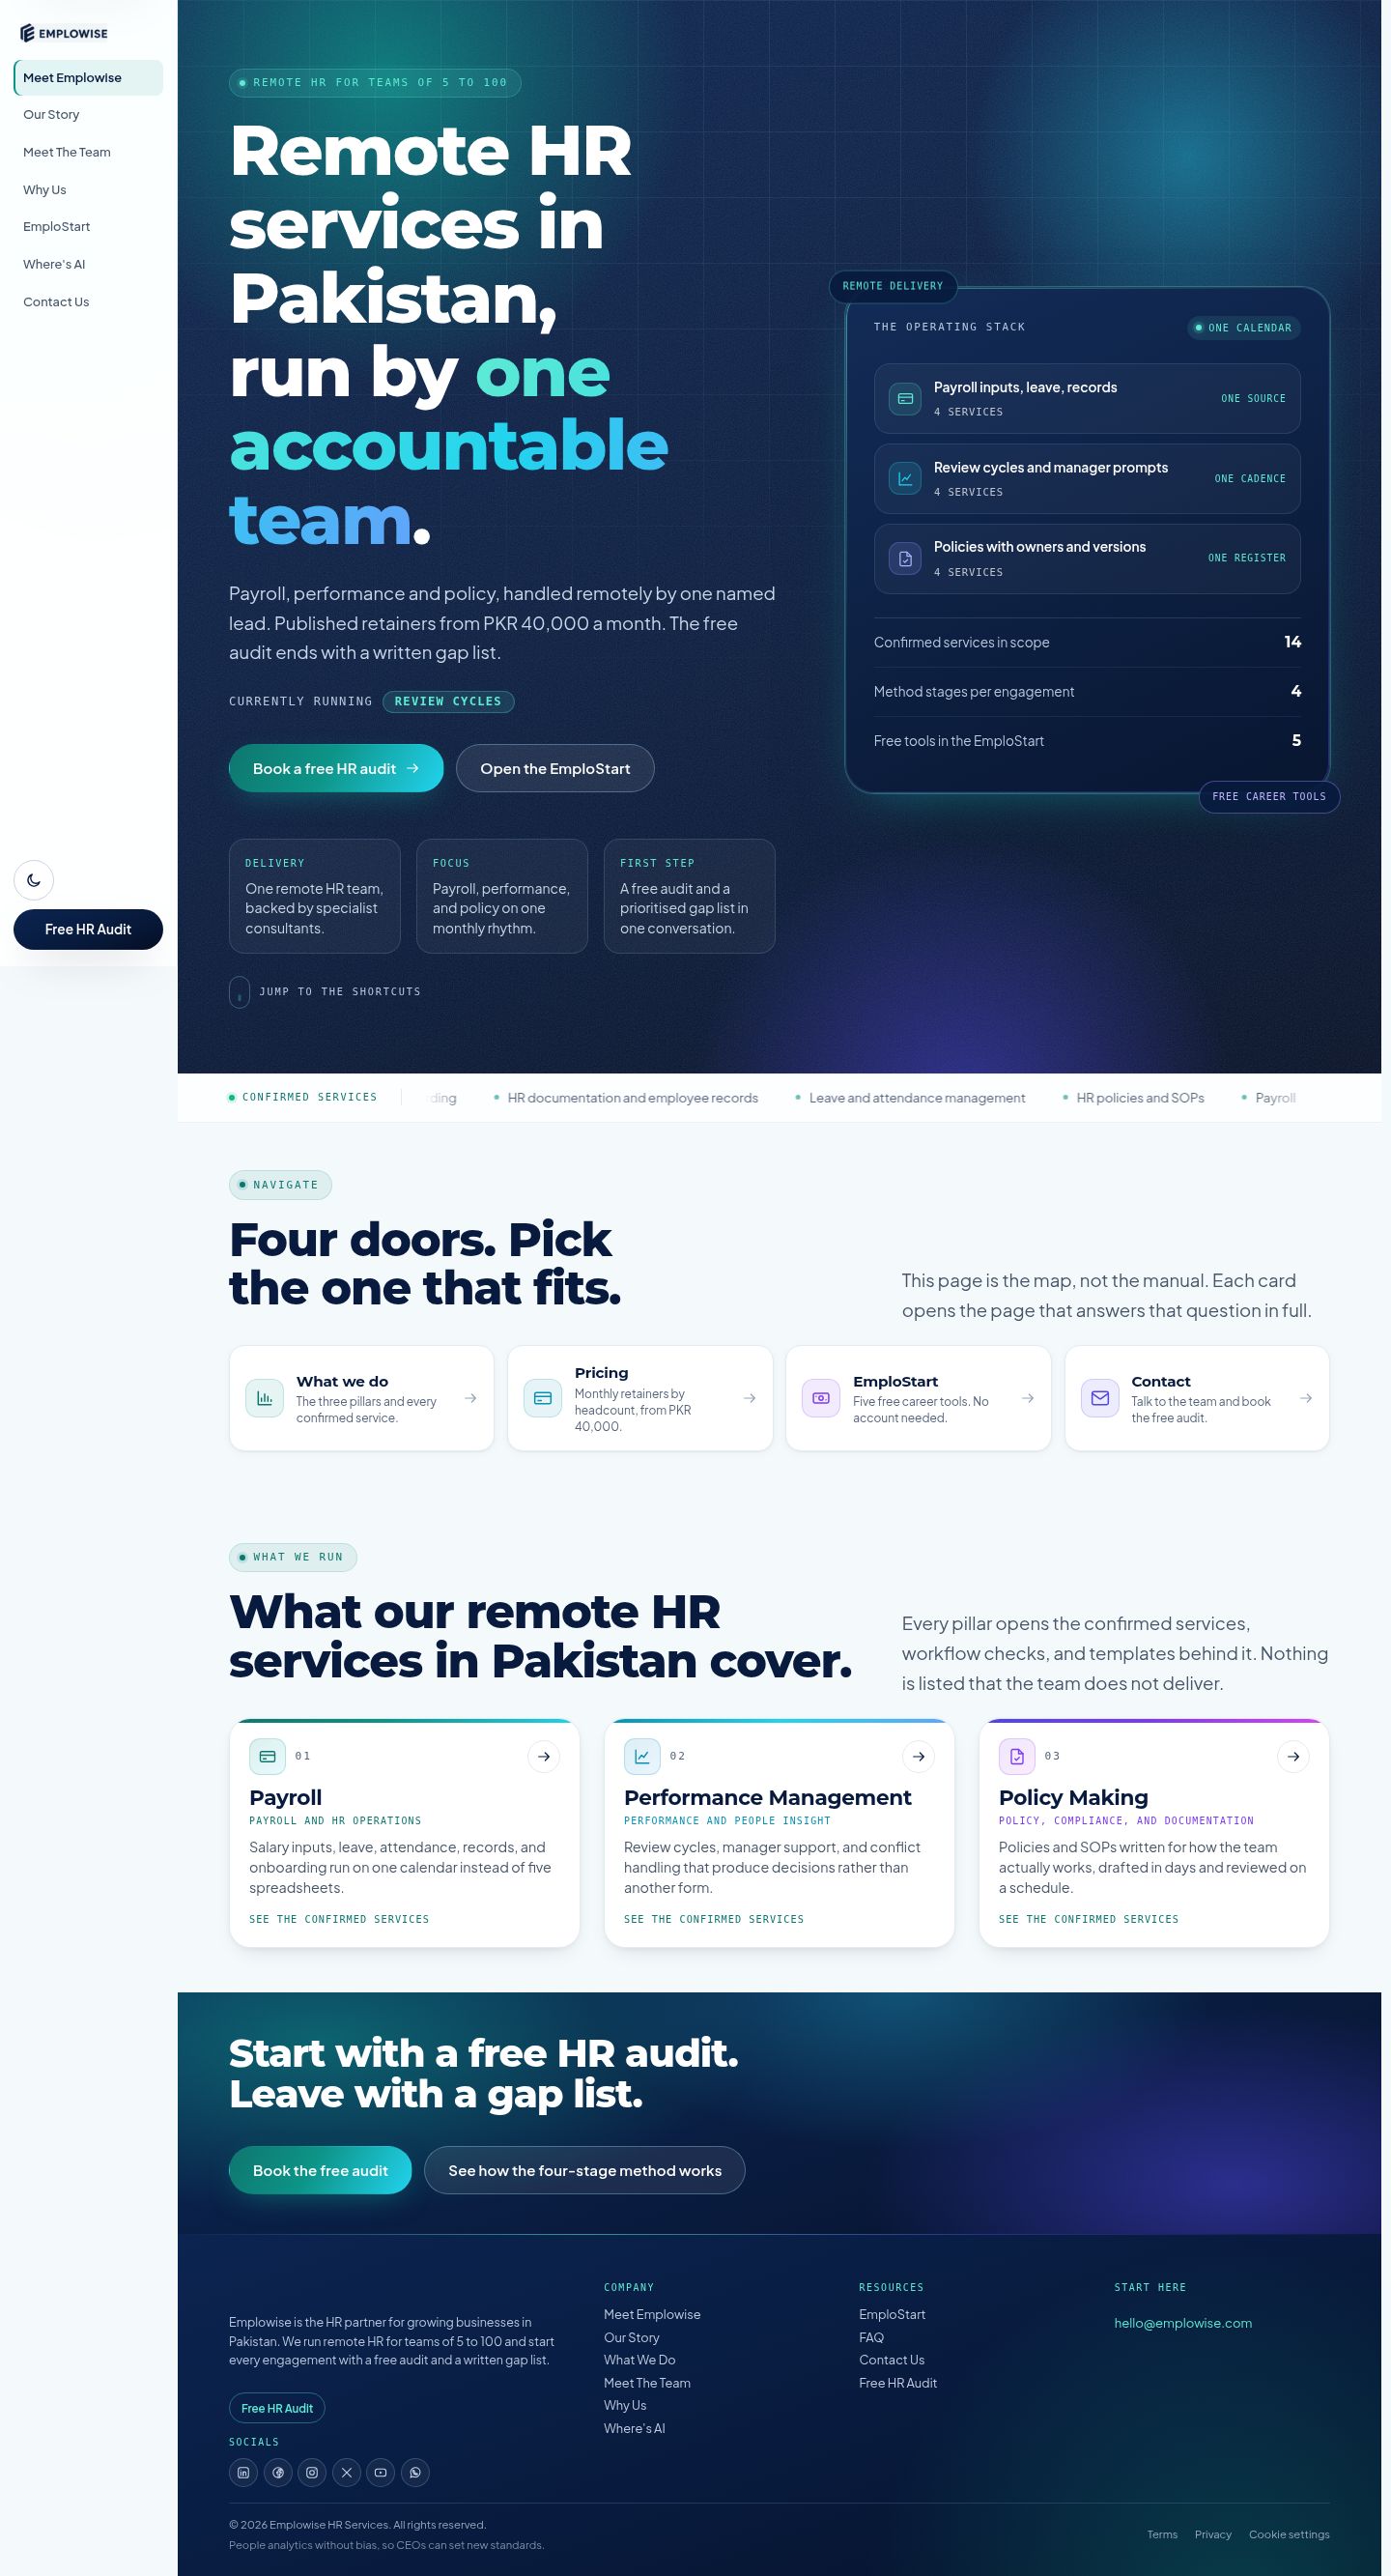 EMPLOWISE
Meet Emplowise
Our Story
Meet The Team
Why Us
EmploStart
Where's AI
Contact Us
Free HR Audit
REMOTE HR FOR TEAMS OF 5 TO 100
Remote HR
services in
Pakistan,
run by one
accountable
team.
Payroll, performance and policy, handled remotely by one named
lead. Published retainers from PKR 40,000 a month. The free
audit ends with a written gap list.
CURRENTLY RUNNING REVIEW CYCLES
Book a free HR audit
Open the EmploStart
DELIVERY
One remote HR team,
backed by specialist
consultants.
FOCUS
Payroll, performance,
and policy on one
monthly rhythm.
FIRST STEP
A free audit and a
prioritised gap list in
one conversation.
JUMP TO THE SHORTCUTS
REMOTE DELIVERY
THE OPERATING STACK
ONE CALENDAR
Payroll inputs, leave, records
4 SERVICES
ONE SOURCE
Review cycles and manager prompts
4 SERVICES
ONE CADENCE
Policies with owners and versions
4 SERVICES
ONE REGISTER
Confirmed services in scope 14
Method stages per engagement 4
Free tools in the EmploStart 5
FREE CAREER TOOLS
CONFIRMED SERVICES
ding
HR documentation and employee records
Leave and attendance management
HR policies and SOPs
Payroll
NAVIGATE
Four doors. Pick
the one that fits.
This page is the map, not the manual. Each card
opens the page that answers that question in full.
What we do
The three pillars and every
confirmed service.
Pricing
Monthly retainers by
headcount, from PKR
40,000.
EmploStart
Five free career tools. No
account needed.
Contact
Talk to the team and book
the free audit.
WHAT WE RUN
What our remote HR
services in Pakistan cover.
Every pillar opens the confirmed services,
workflow checks, and templates behind it. Nothing
is listed that the team does not deliver.
01
Payroll
PAYROLL AND HR OPERATIONS
Salary inputs, leave, attendance, records, and
onboarding run on one calendar instead of five
spreadsheets.
SEE THE CONFIRMED SERVICES
02
Performance Management
PERFORMANCE AND PEOPLE INSIGHT
Review cycles, manager support, and conflict
handling that produce decisions rather than
another form.
SEE THE CONFIRMED SERVICES
03
Policy Making
POLICY, COMPLIANCE, AND DOCUMENTATION
Policies and SOPs written for how the team
actually works, drafted in days and reviewed on
a schedule.
SEE THE CONFIRMED SERVICES
Start with a free HR audit.
Leave with a gap list.
Book the free audit
See how the four-stage method works
Emplowise is the HR partner for growing businesses in
Pakistan. We run remote HR for teams of 5 to 100 and start
every engagement with a free audit and a written gap list.
Free HR Audit
SOCIALS
COMPANY
Meet Emplowise
Our Story
What We Do
Meet The Team
Why Us
Where's AI
RESOURCES
EmploStart
FAQ
Contact Us
Free HR Audit
START HERE
hello@emplowise.com
© 2026 Emplowise HR Services. All rights reserved.
People analytics without bias, so CEOs can set new standards.
Terms
Privacy
Cookie settings